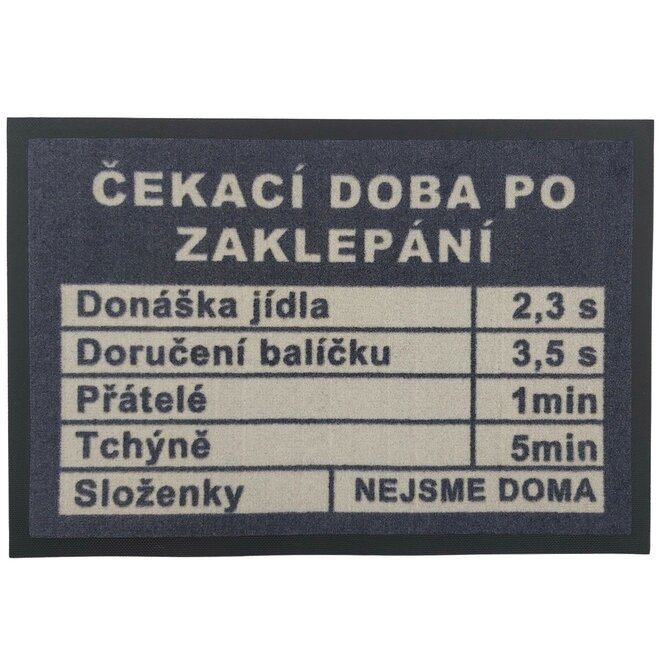 ČEKACÍ DOBA PO
ZAKLEPÁNÍ
Donáška jídla 2,3 s
Doručení balíčku 3,5 s
Přátelé 1min
Tchýně 5min
Složenky NEJSME DOMA